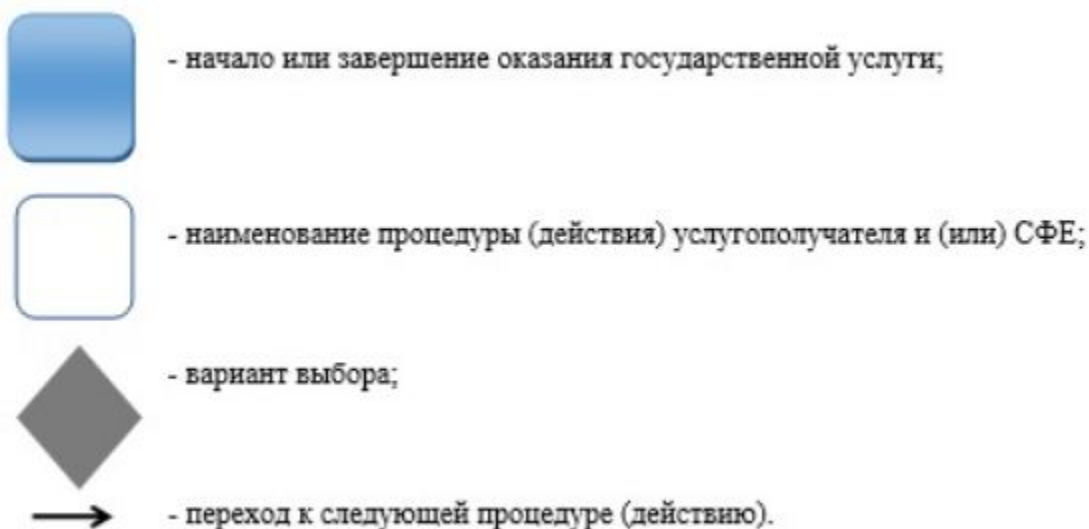 - начало или завершение оказания государственной услуги;
- наименование процедуры (действия) услугополучателя и (или) СФЕ;
- вариант выбора;
- переход к следующей процедуре (действию).